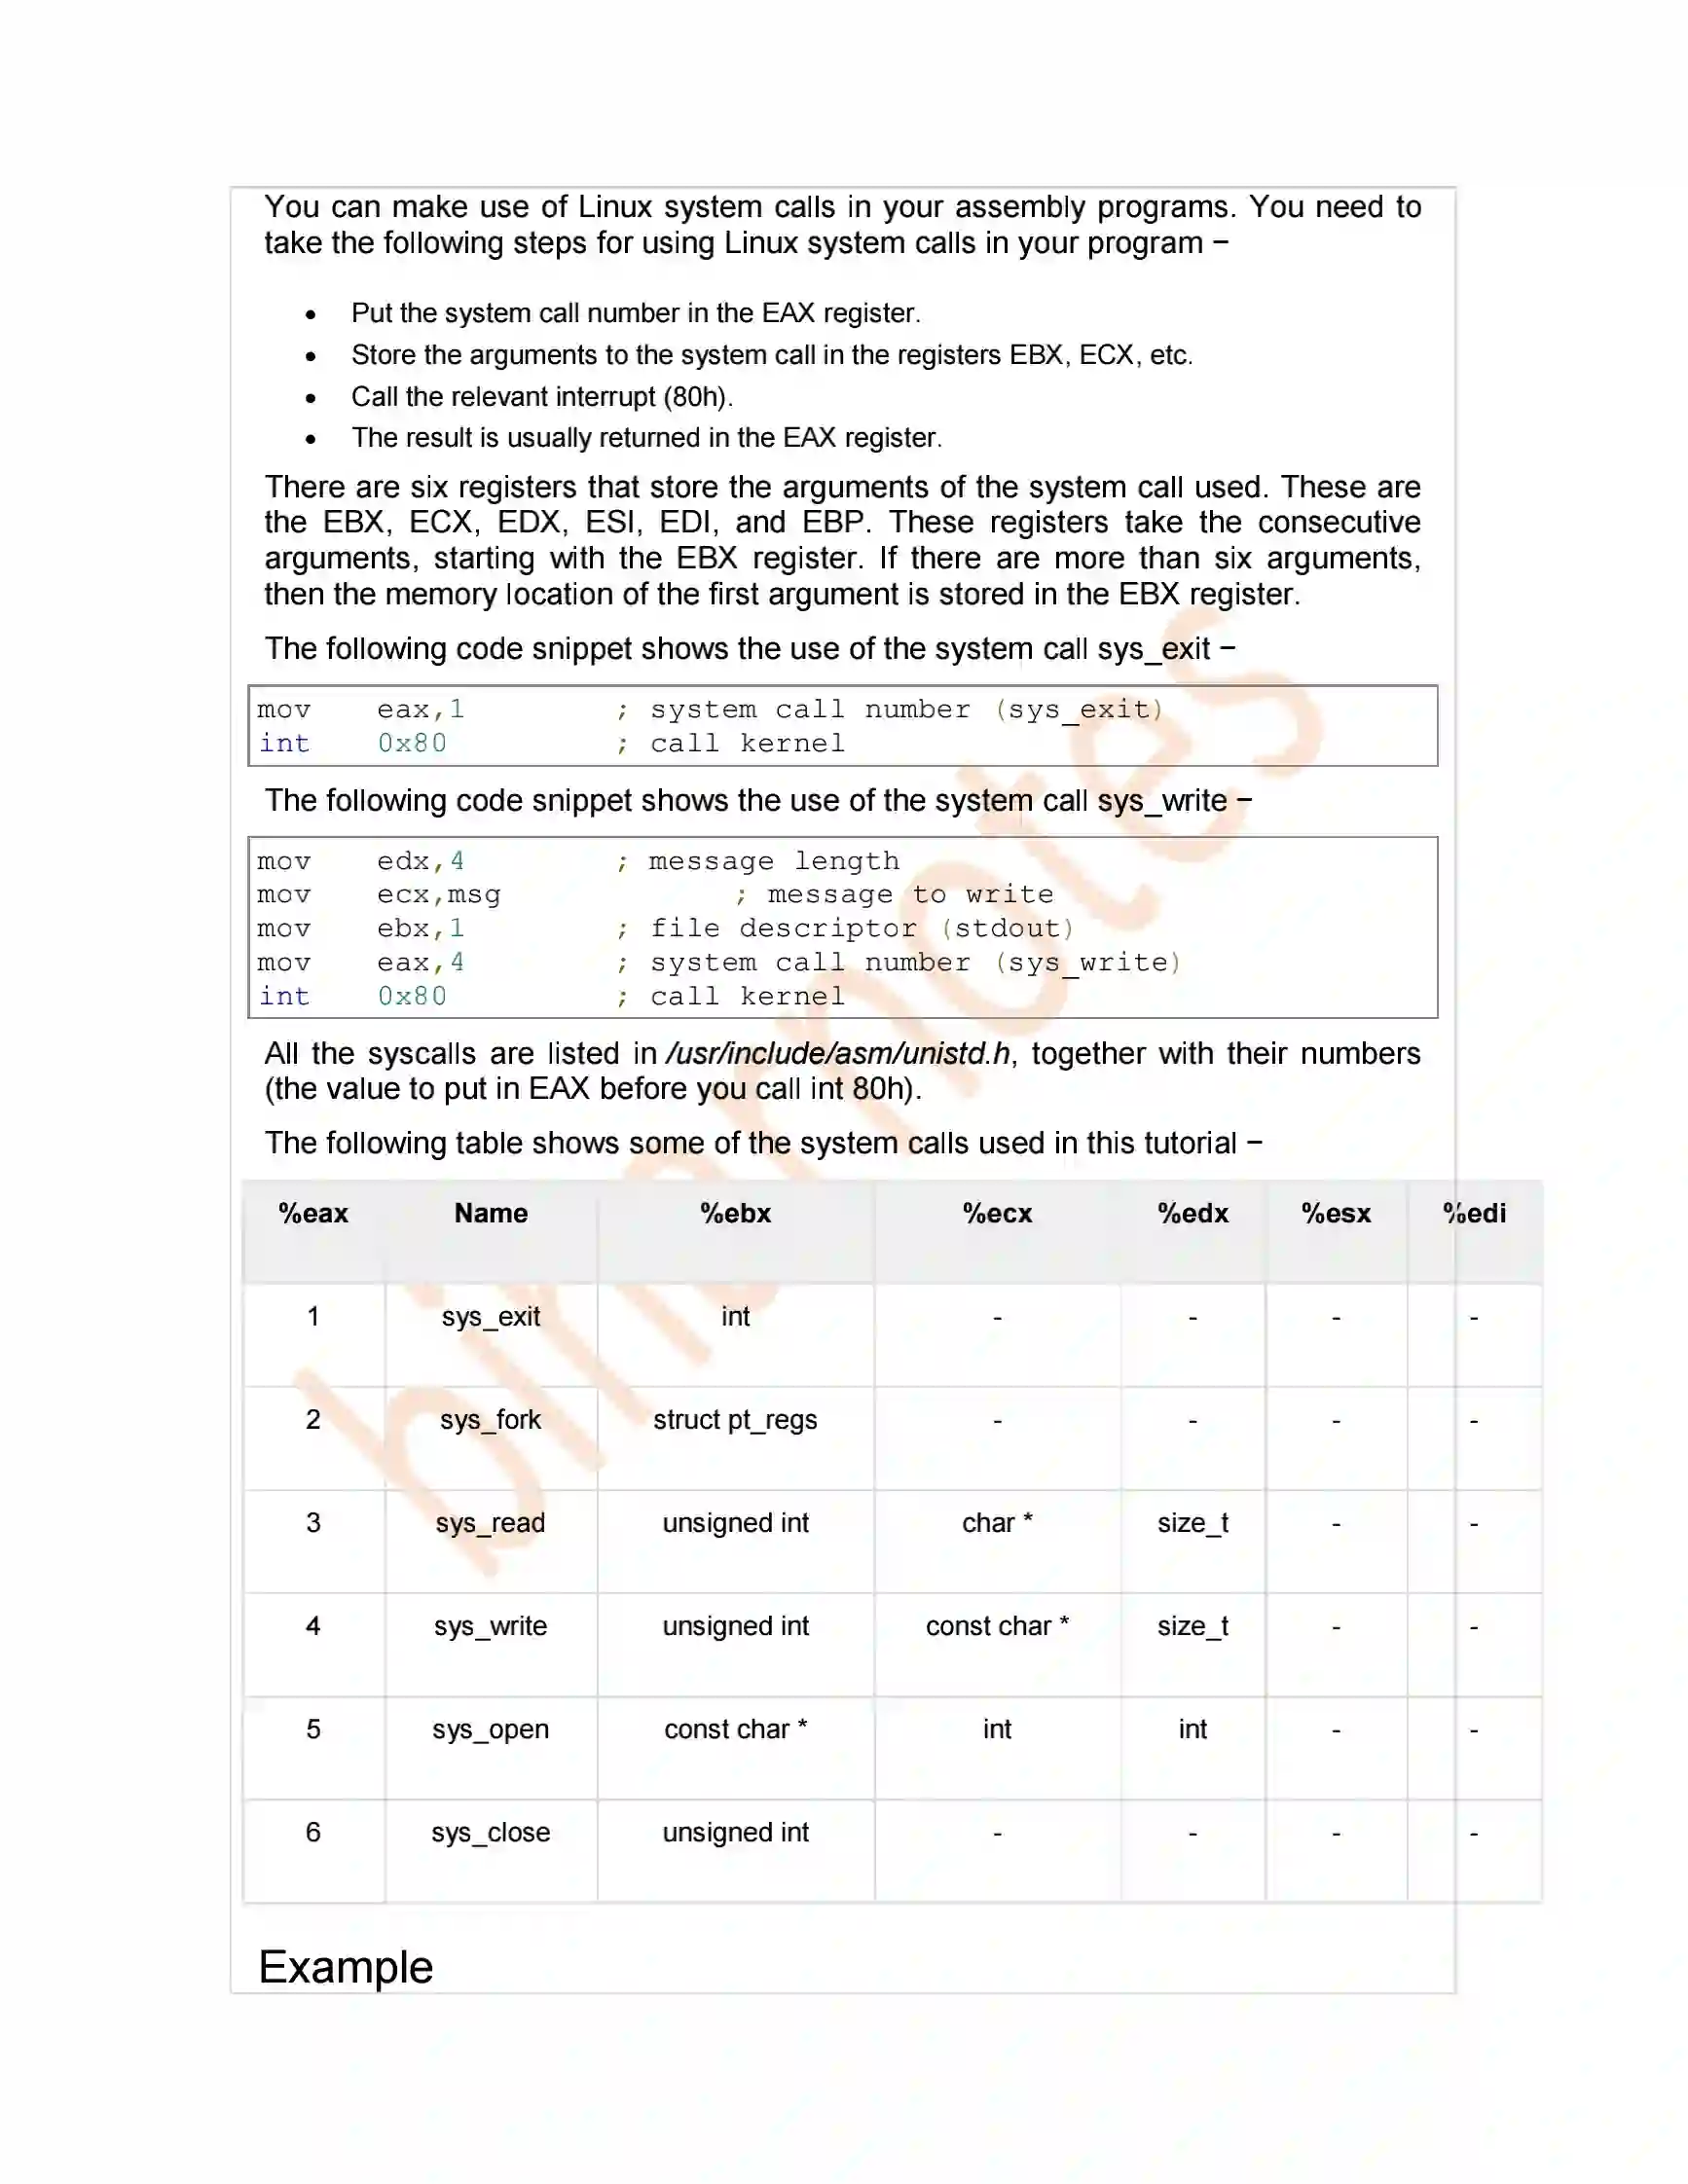 You can make use of Linux system calls in your assembly programs. You need to
take the following steps for using Linux system calls in your program −
• Put the system call number in the EAX register.
• Store the arguments to the system call in the registers EBX, ECX, etc.
• Call the relevant interrupt (80h).
• The result is usually returned in the EAX register.
There are six registers that store the arguments of the system call used. These are
the EBX, ECX, EDX, ESI, EDI, and EBP. These registers take the consecutive
arguments, starting with the EBX register. If there are more than six arguments,
then the memory location of the first argument is stored in the EBX register.
The following code snippet shows the use of the system call sys_exit −
mov eax,1 ; system call number (sys_exit)
int 0x80 ; call kernel
The following code snippet shows the use of the system call sys_write −
mov edx,4 ; message length
mov ecx,msg ; message to write
mov ebx,1 ; file descriptor (stdout)
mov eax,4 ; system call number (sys_write)
int 0x80 ; call kernel
All the syscalls are listed in /usr/include/asm/unistd.h, together with their numbers
(the value to put in EAX before you call int 80h).
The following table shows some of the system calls used in this tutorial −
%eax Name %ebx %ecx %edx %esx %edi
1 sys_exit int - - - -
2 sys_fork struct pt_regs - - - -
3 sys_read unsigned int char * size_t - -
4 sys_write unsigned int const char * size_t - -
5 sys_open const char * int int - -
6 sys_close unsigned int - - - -
Example